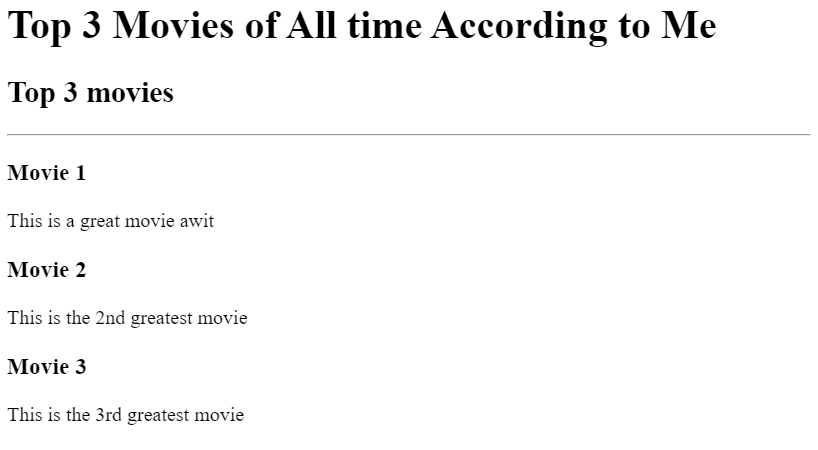 Top 3 Movies of All time According to Me
Top 3 movies
Movie 1
This is a great movie awit
Movie 2
This is the 2nd greatest movie
Movie 3
This is the 3rd greatest movie